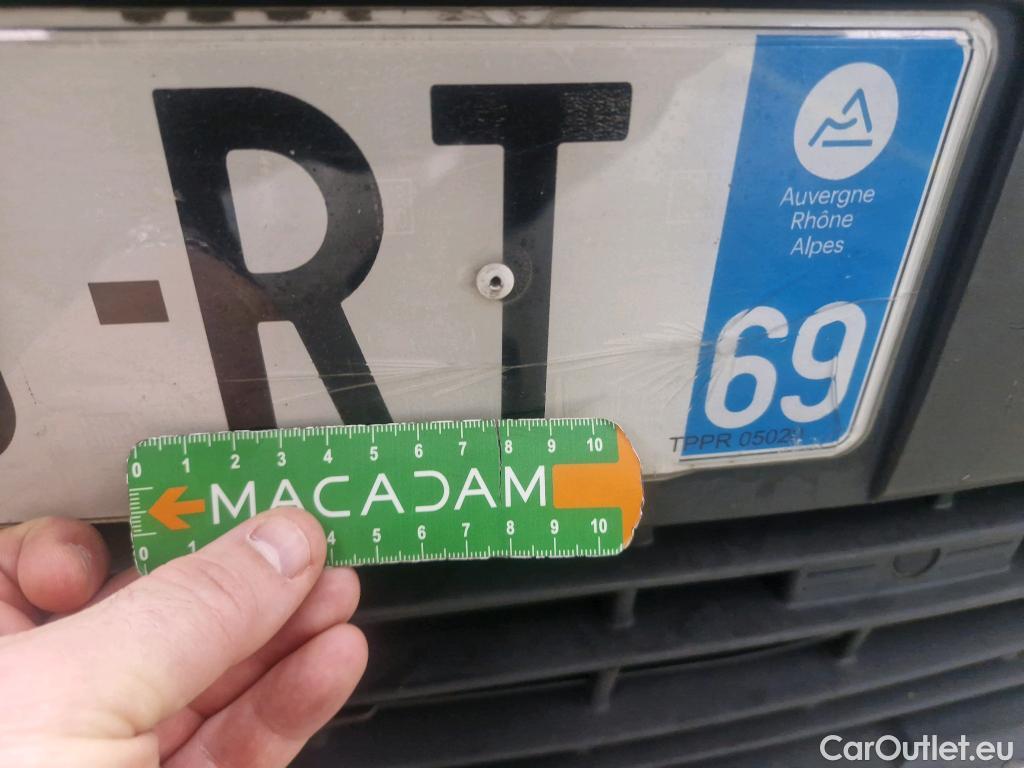 -RT
Auvergne
Rhône
Alpes
69
TPPR 0502
0 1 2 3 4 5 6 7 8 9 10
MACADAM
0 1 4 5 6 7 8 9 10
CarOutlet.eu